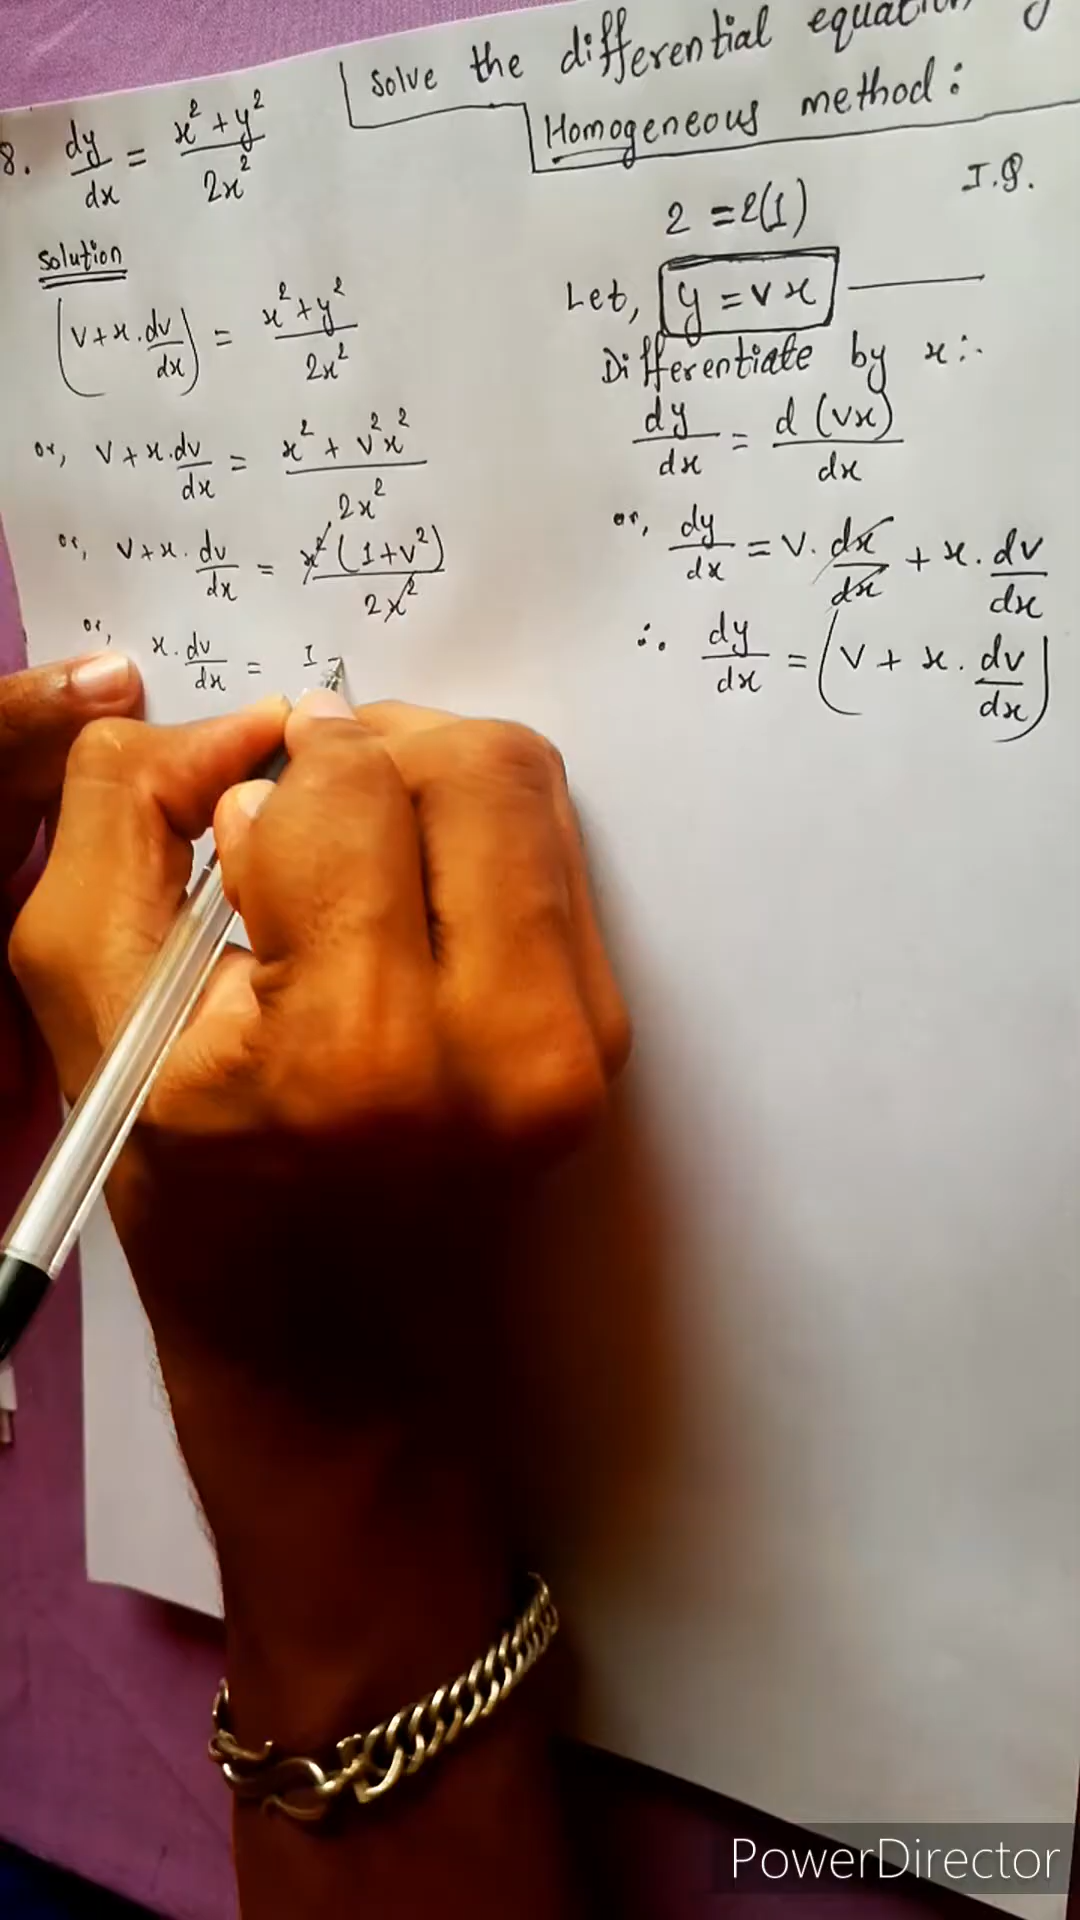 Solve the differential equation
Homogeneous method:
8. dy/dx = x²+y²/2x²
Solution
(v+x.dv/dx) = x²+y²/2x²
or, v+x.dv/dx = x²+v²x²/2x²
or, v+x.dv/dx = x²(1+v²)/2x²
or, x.dv/dx = 1
2 = 2(1)
Let, y = vx
Differentiate by x:.
dy/dx = d(vx)/dx
or, dy/dx = v.dx/dx + x.dv/dx
∴ dy/dx = (v + x.dv/dx)
PowerDirector